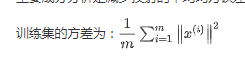 训练集的方差为：$\frac{1}{m} \sum_{i=1}^{m} \left\| x^{(i)} \right\|^2$